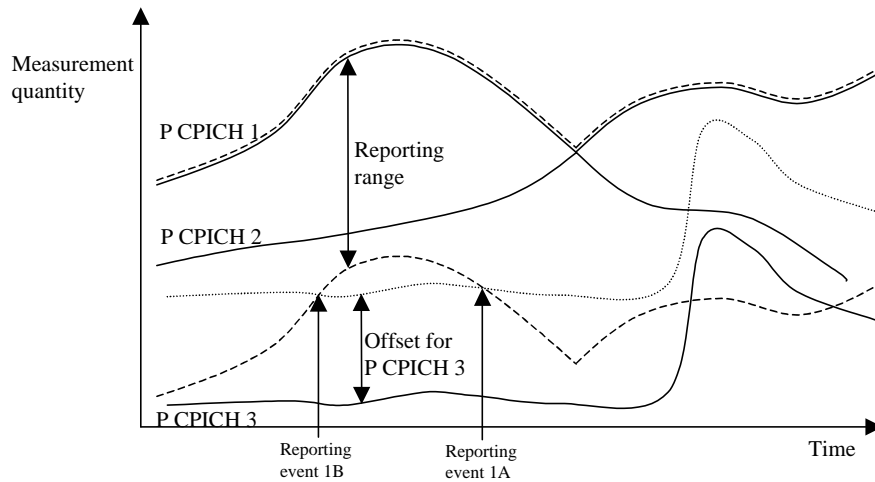 Measurement
quantity
P CPICH 1
Reporting
range
P CPICH 2
Offset for
P CPICH 3
P CPICH 3
Reporting
event 1B
Reporting
event 1A
Time